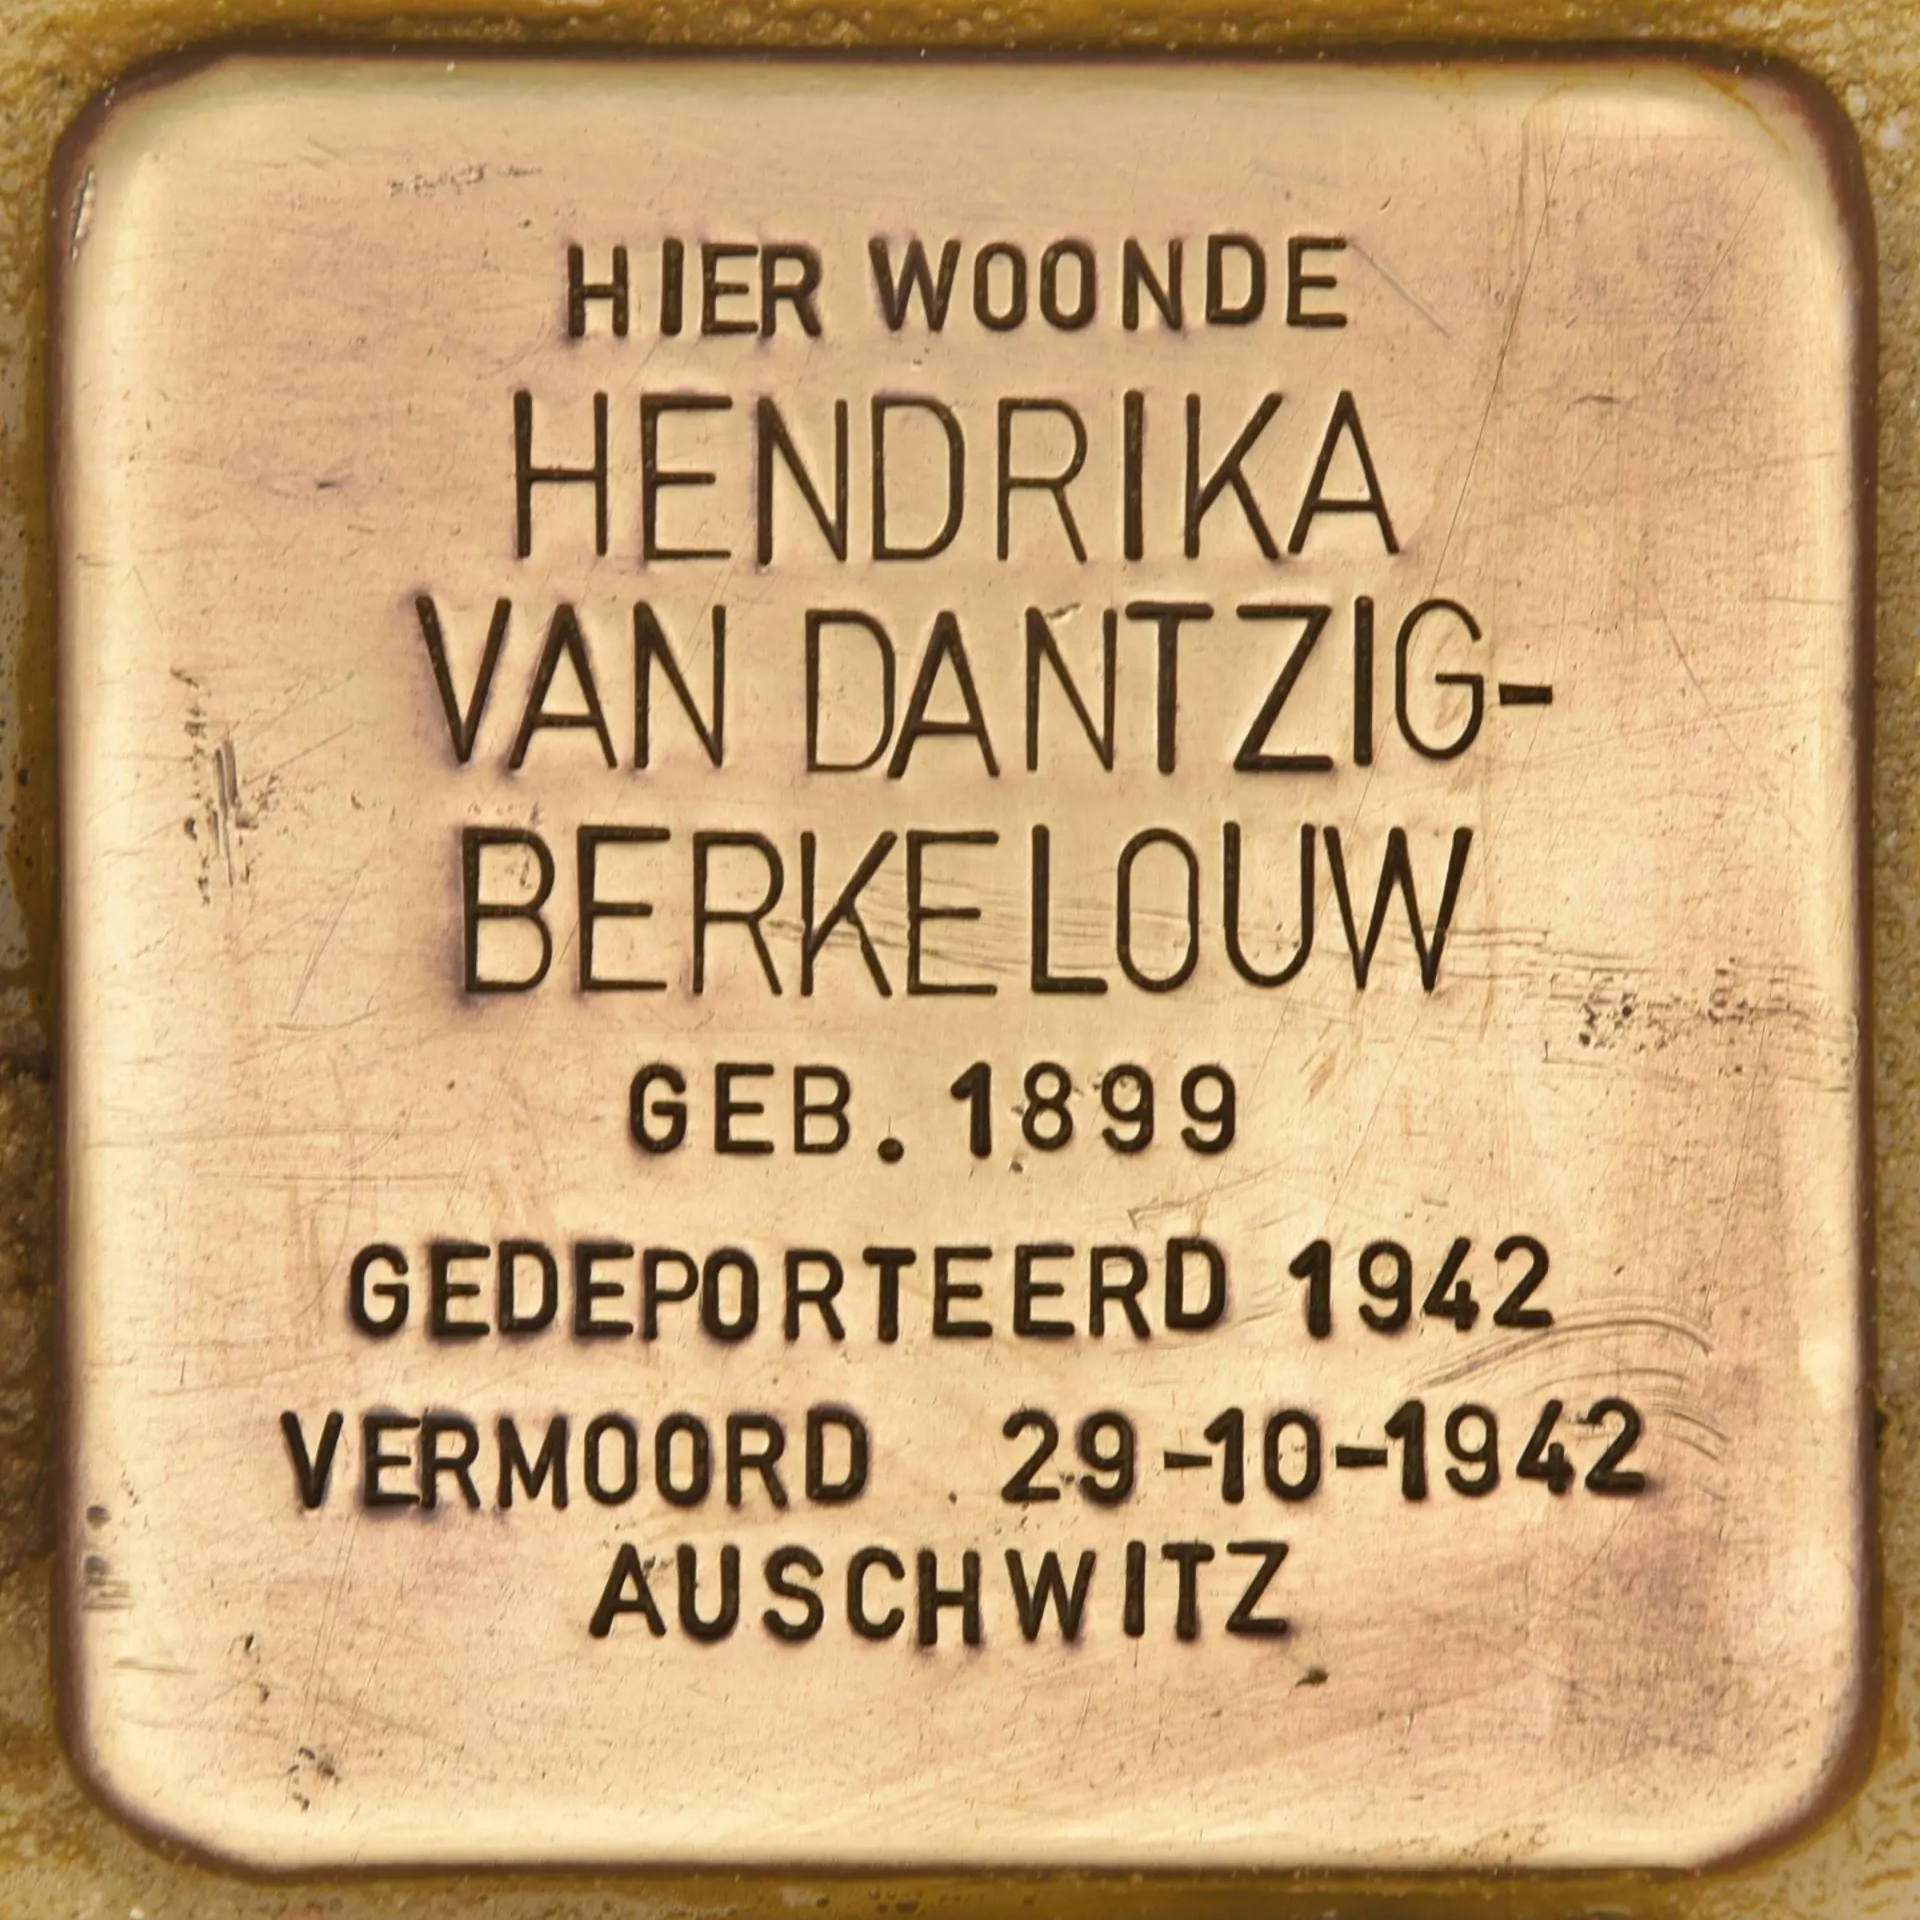 HIER WOONDE
HENDRIKA
VAN DANTZIG-
BERKELOUW
GEB. 1899
GEDEPORTEERD 1942
VERMOORD 29-10-1942
AUSCHWITZ